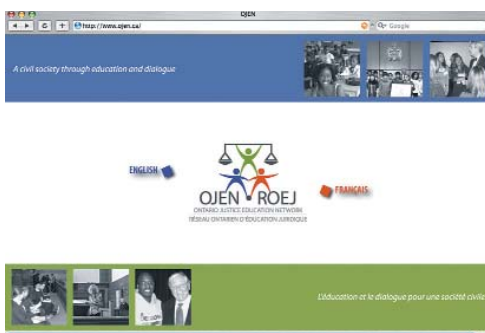 OJEN
http://www.ojen.ca/
Google
A civil society through education and dialogue
ENGLISH
FRANÇAIS
OJEN ROEJ
ONTARIO JUSTICE EDUCATION NETWORK
RÉSEAU ONTARIEN D'ÉDUCATION JURIDIQUE
L'éducation et le dialogue pour une société civile